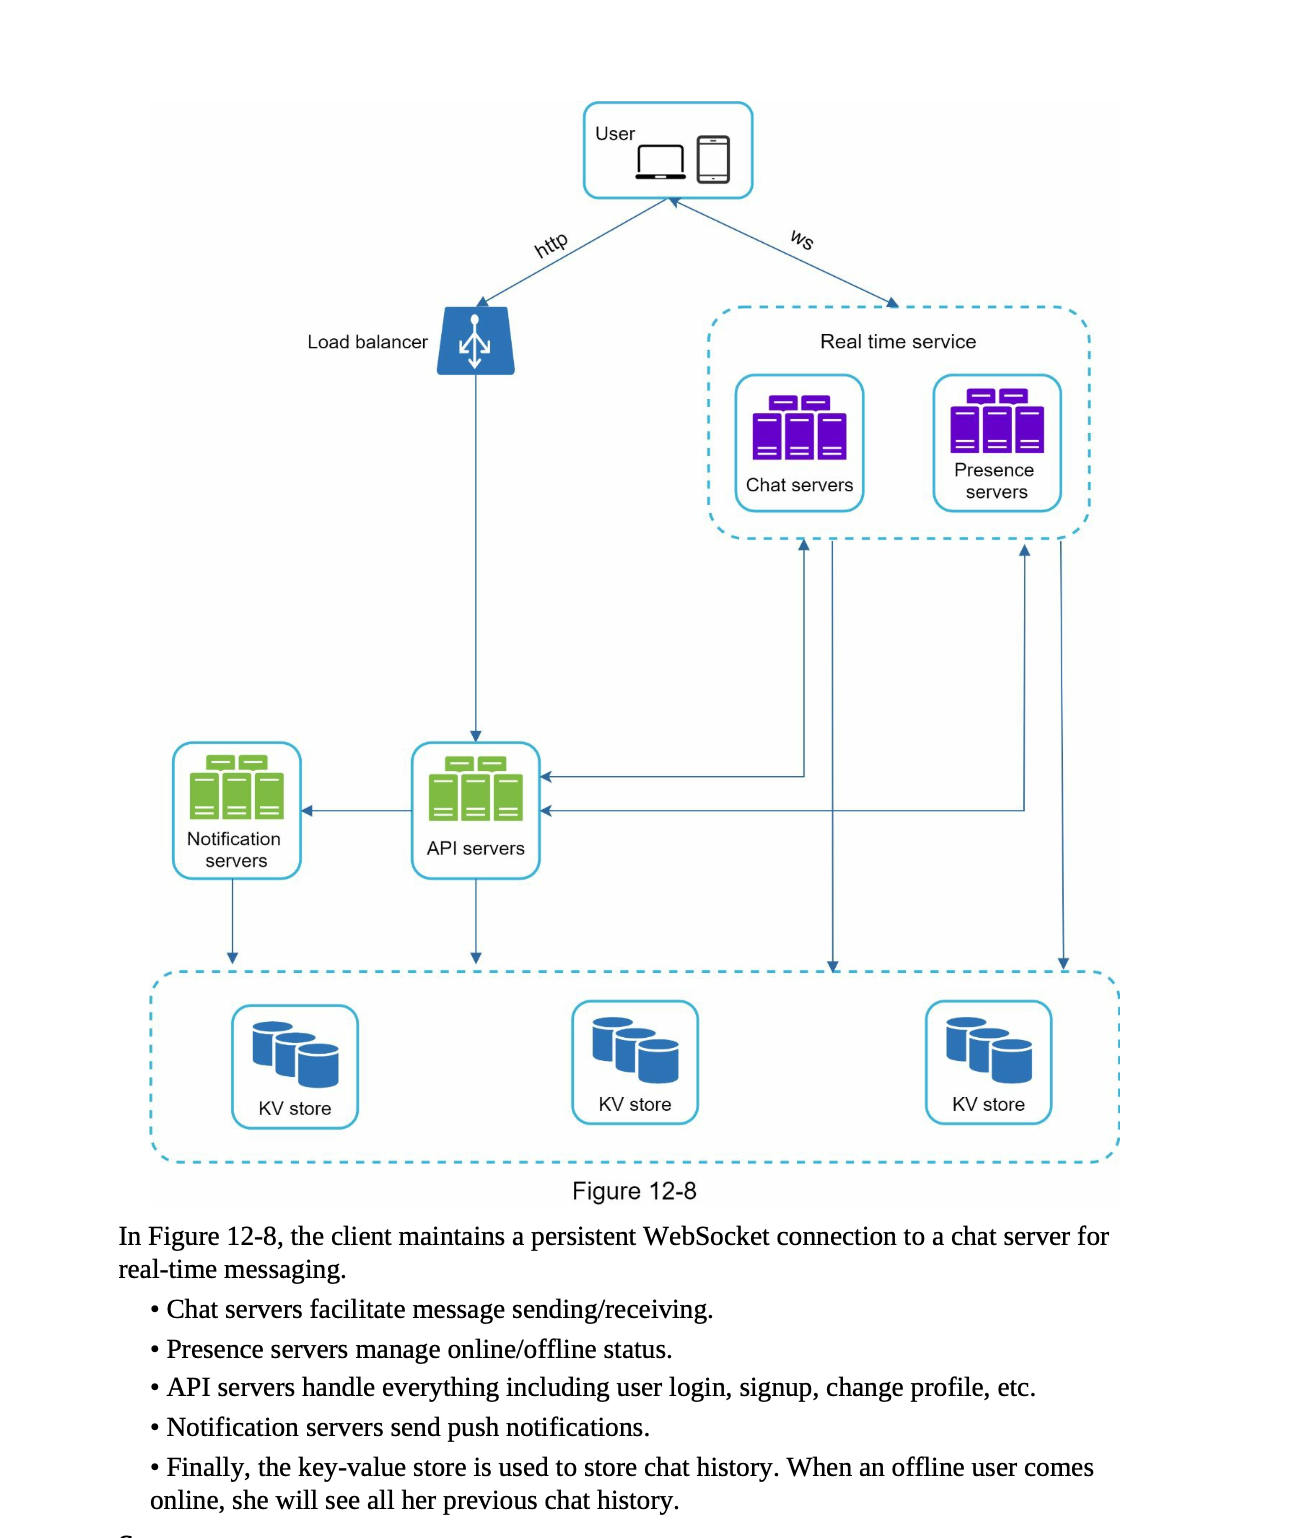 User
http
ws
Load balancer
Real time service
Chat servers
Presence
servers
Notification
servers
API servers
KV store
KV store
KV store
Figure 12-8
In Figure 12-8, the client maintains a persistent WebSocket connection to a chat server for
real-time messaging.
• Chat servers facilitate message sending/receiving.
• Presence servers manage online/offline status.
• API servers handle everything including user login, signup, change profile, etc.
• Notification servers send push notifications.
• Finally, the key-value store is used to store chat history. When an offline user comes
online, she will see all her previous chat history.